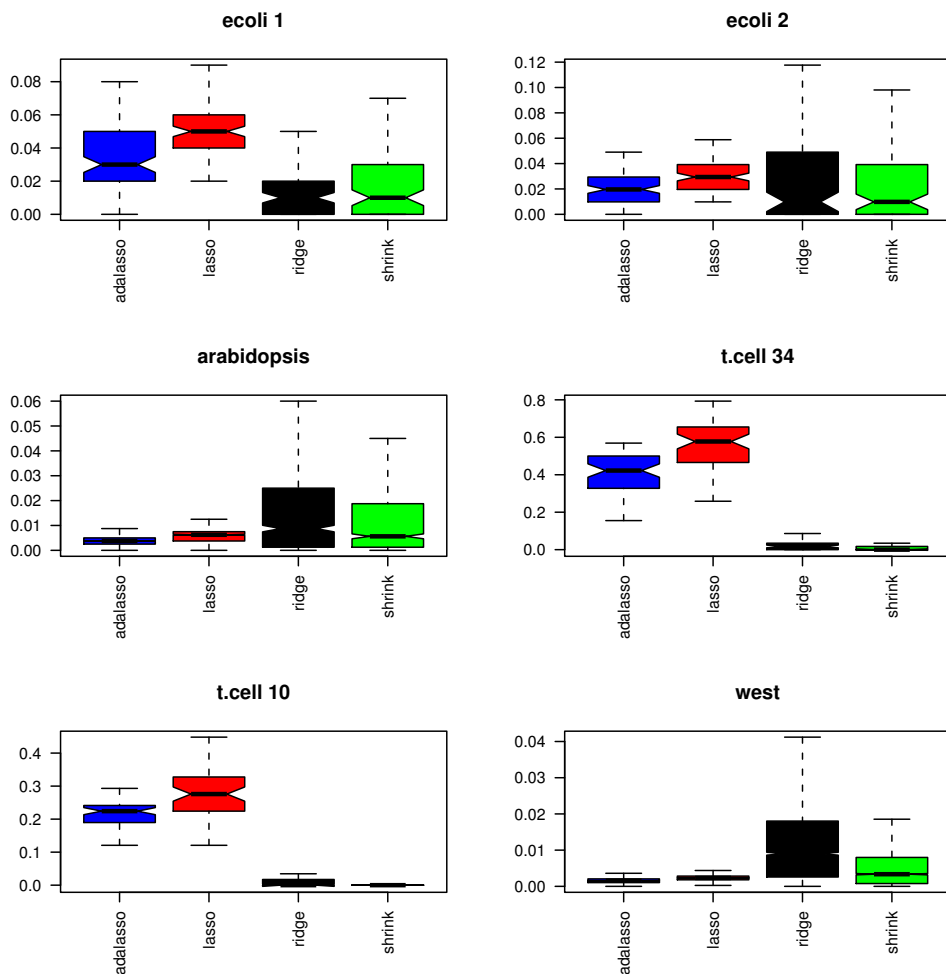 ecoli 1
0.08
0.06
0.04
0.02
0.00
adalasso
lasso
ridge
shrink
ecoli 2
0.12
0.10
0.08
0.06
0.04
0.02
0.00
adalasso
lasso
ridge
shrink
arabidopsis
0.06
0.05
0.04
0.03
0.02
0.01
0.00
adalasso
lasso
ridge
shrink
t.cell 34
0.8
0.6
0.4
0.2
0.0
adalasso
lasso
ridge
shrink
t.cell 10
0.4
0.3
0.2
0.1
0.0
adalasso
lasso
ridge
shrink
west
0.04
0.03
0.02
0.01
0.00
adalasso
lasso
ridge
shrink